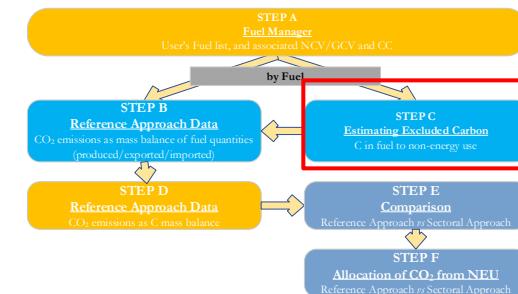 STEP A
Fuel Manager
User's Fuel list, and associated NCV/GCV and CC
by Fuel
STEP B
Reference Approach Data
CO₂ emissions as mass balance of fuel quantities
(produced/exported/imported)
STEP C
Estimating Excluded Carbon
C in fuel to non-energy use
STEP D
Reference Approach Data
CO₂ emissions as C mass balance
STEP E
Comparison
Reference Approach vs Sectoral Approach
STEP F
Allocation of CO₂ from NEU
Reference Approach vs Sectoral Approach